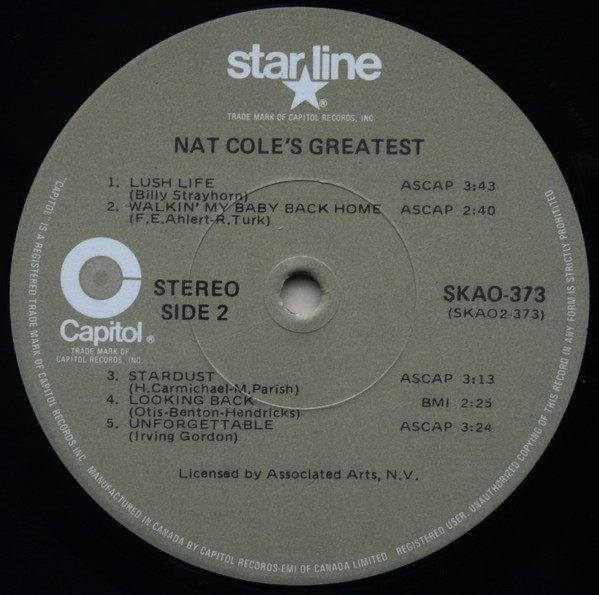 starline
®
TRADE MARK OF CAPITOL RECORDS, INC.
NAT COLE'S GREATEST
1. LUSH LIFE ASCAP 3:43
(Billy Strayhorn)
2. WALKIN' MY BABY BACK HOME ASCAP 2:40
(F.E.Ahlert-R.Turk)
STEREO
SIDE 2
SKAO-373
(SKAO2-373)
Capitol®
TRADE MARK OF
CAPITOL RECORDS, INC.
3. STARDUST ASCAP 3:13
(H.Carmichael-M.Parish)
4. LOOKING BACK BMI 2:25
(Otis-Benton-Hendricks)
5. UNFORGETTABLE ASCAP 3:24
(Irving Gordon)
Licensed by Associated Arts, N.V.
"CAPITOL" IS A REGISTERED TRADE MARK OF CAPITOL RECORDS INC. MANUFACTURED IN CANADA BY CAPITOL RECORDS-EMI OF CANADA LIMITED. REGISTERED USER. UNAUTHORIZED COPYING OF THIS RECORD IN ANY FORM IS STRICTLY PROHIBITED